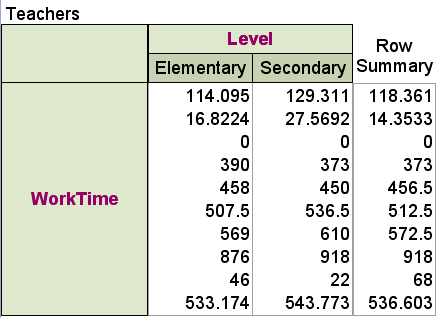 Teachers
Level
Row
Elementary Secondary Summary
114.095 129.311 118.361
16.8224 27.5692 14.3533
0 0 0
390 373 373
458 450 456.5
WorkTime
507.5 536.5 512.5
569 610 572.5
876 918 918
46 22 68
533.174 543.773 536.603